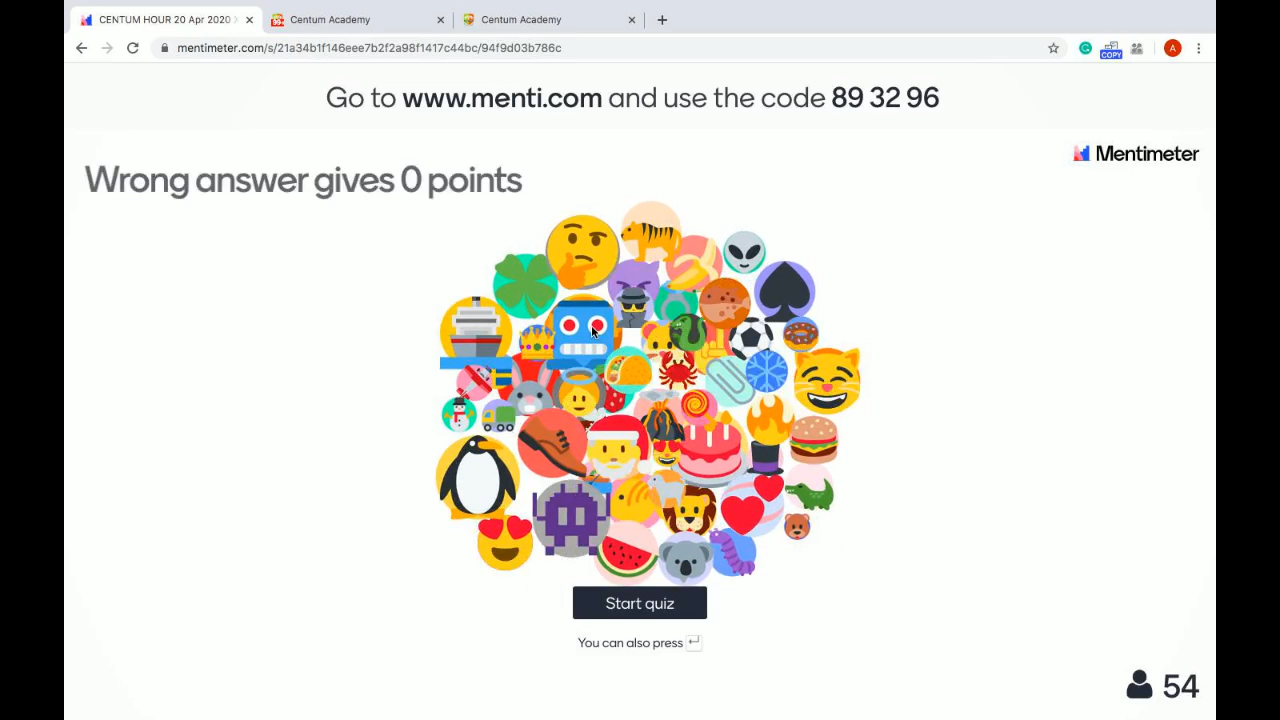 CENTUM HOUR 20 Apr 2020
99+
Centum Academy
Centum Academy
mentimeter.com/s/21a34b1f146eee7b2f2a98f1417c44bc/94f9d03b786c
COPY
A
Go to www.menti.com and use the code 89 32 96
Mentimeter
Wrong answer gives 0 points
Start quiz
You can also press
54